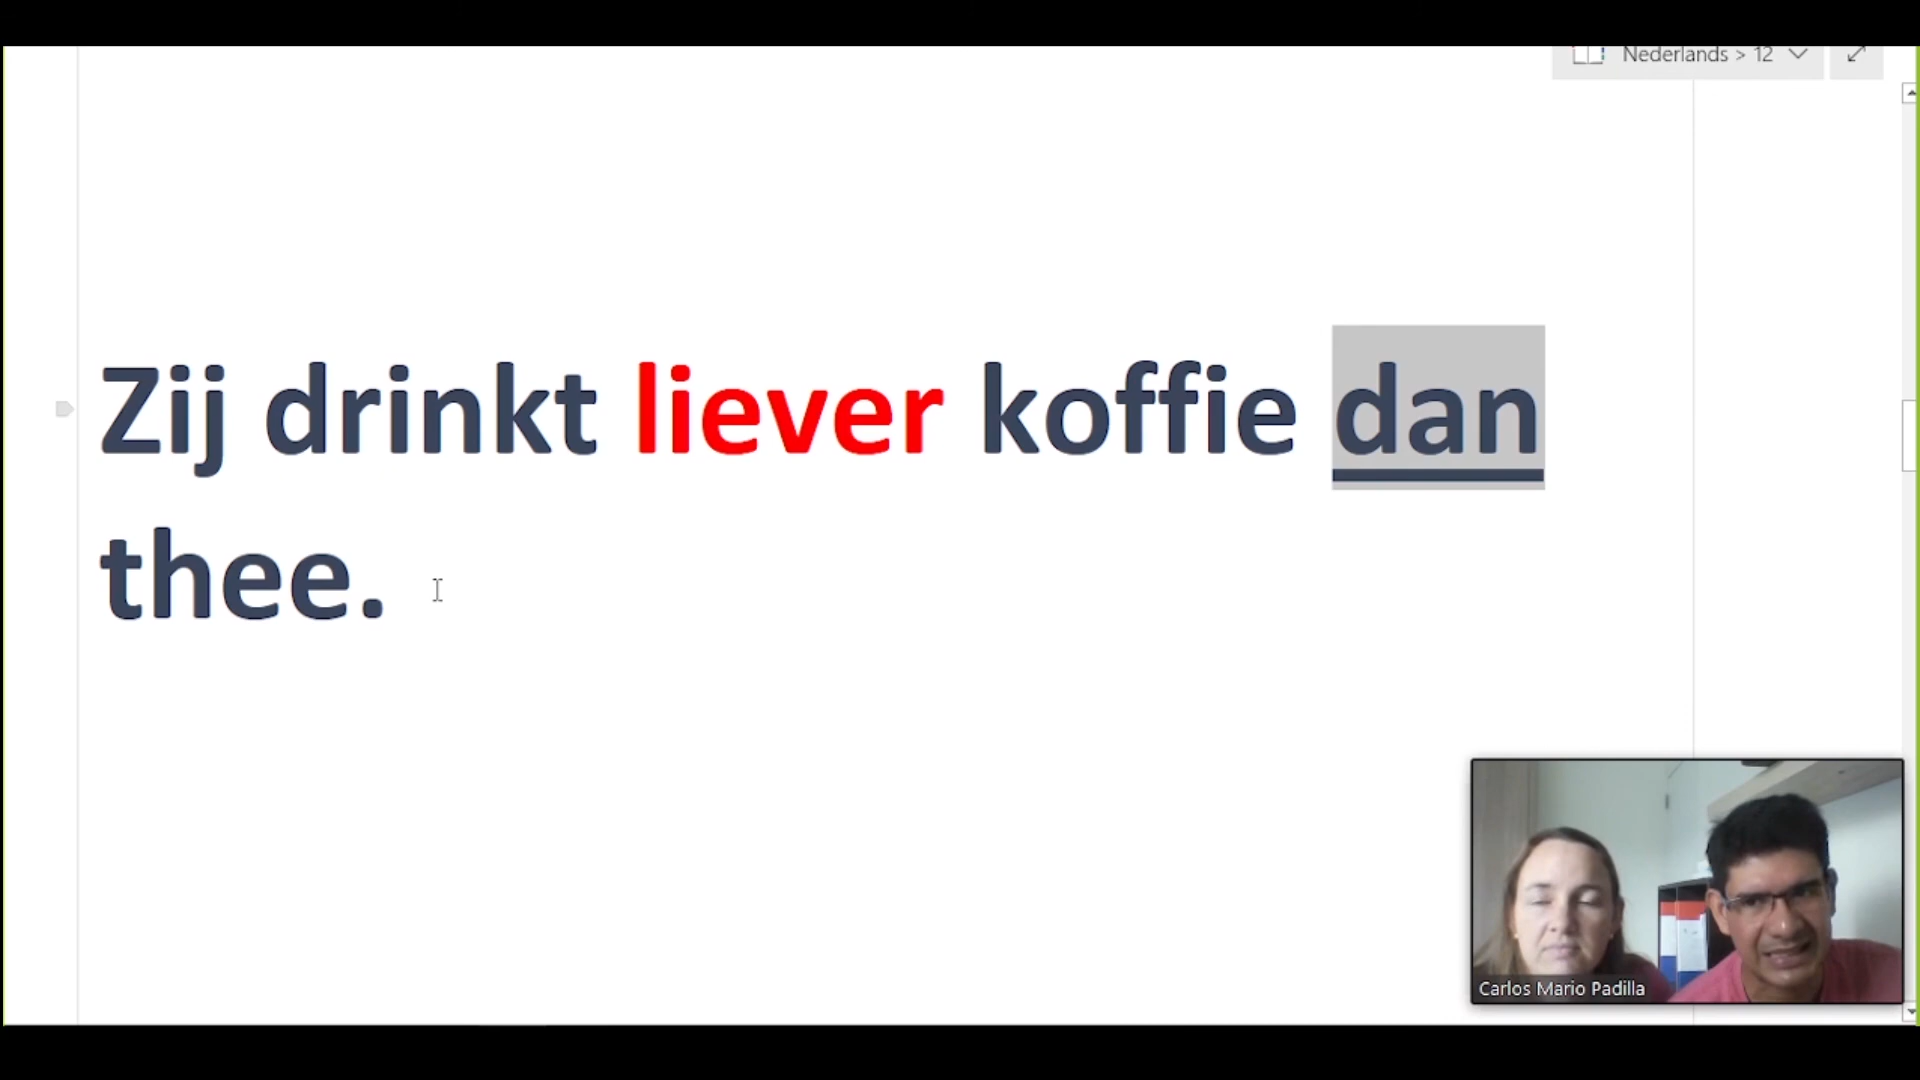 Nederlands > 12
Zij drinkt liever koffie dan
thee.
Carlos Mario Padilla